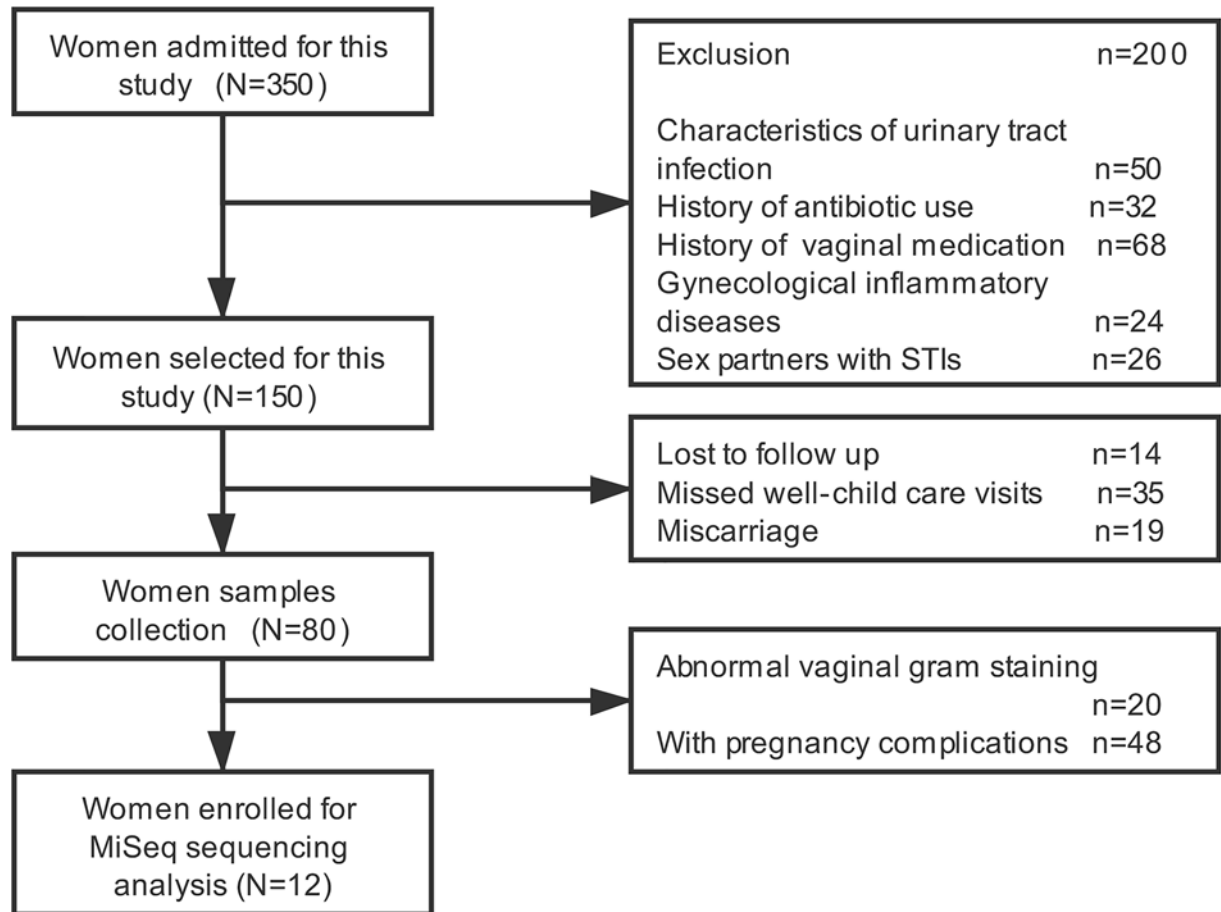 Women admitted for this
study (N=350)
Exclusion n=200
Characteristics of urinary tract
infection n=50
History of antibiotic use n=32
History of vaginal medication n=68
Gynecological inflammatory
diseases n=24
Sex partners with STIs n=26
Women selected for this
study (N=150)
Lost to follow up n=14
Missed well-child care visits n=35
Miscarriage n=19
Women samples
collection (N=80)
Abnormal vaginal gram staining
n=20
With pregnancy complications n=48
Women enrolled for
MiSeq sequencing
analysis (N=12)